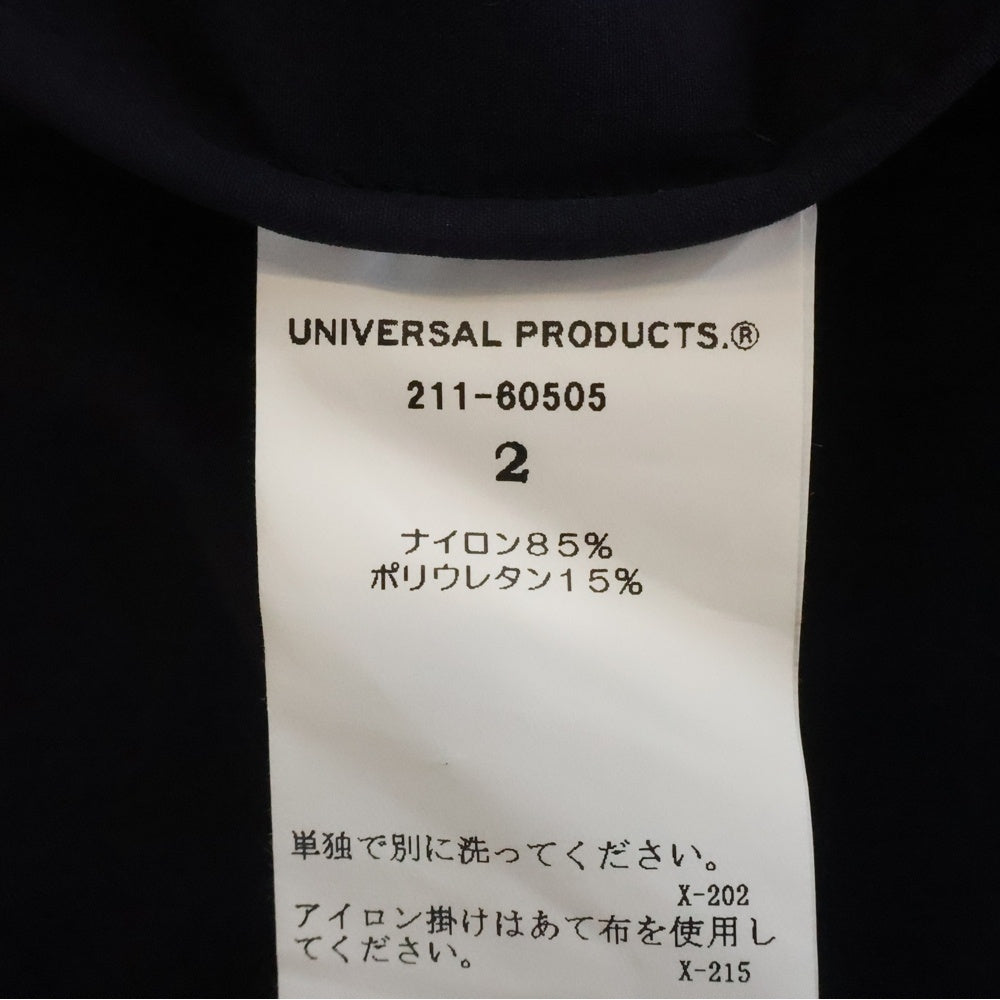 UNIVERSAL PRODUCTS.®
211-60505
2
ナイロン85%
ポリウレタン15%
単独で別に洗ってください。
X-202
アイロン掛けはあて布を使用し
てください。
X-215